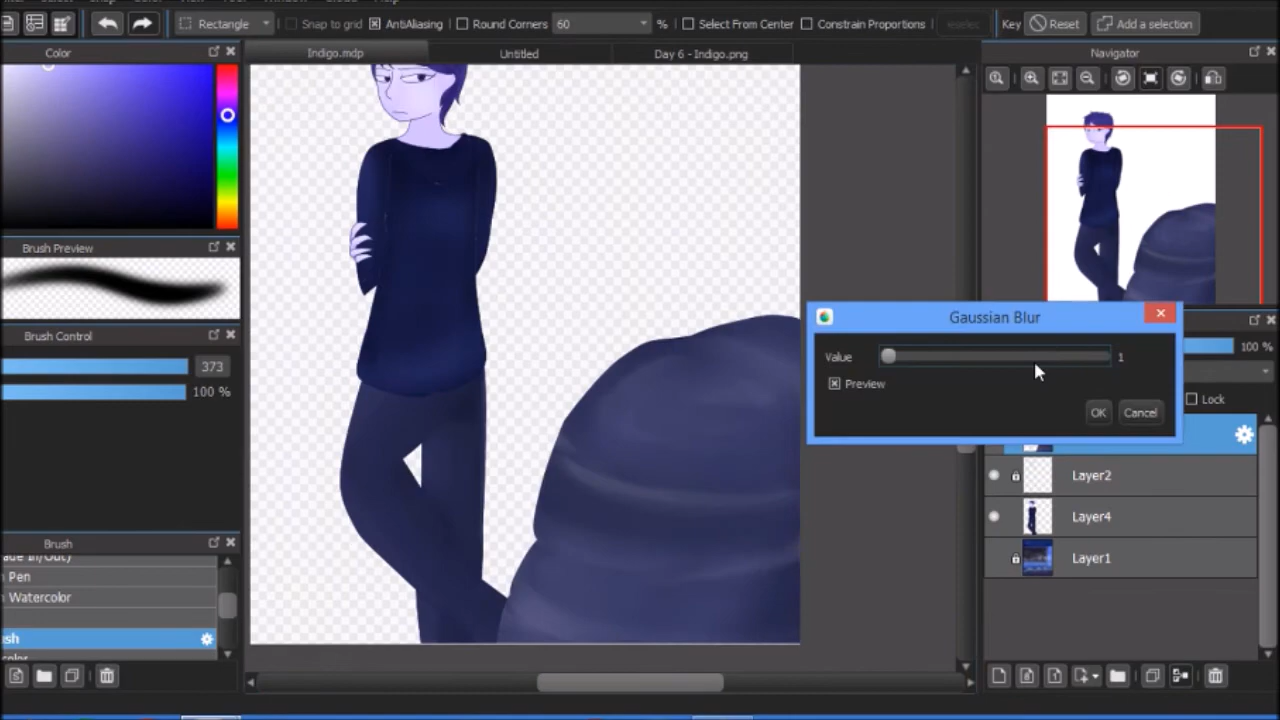 Rectangle Snap to grid AntiAliasing Round Corners 60 % Select From Center Constrain Proportions Key Reset Add a selection
Color
Indigo.mdp Untitled Day 6 - Indigo.png
Navigator
Brush Preview
Brush Control
373
100 %
Brush
Pen
Watercolor
Gaussian Blur
Value 1
Preview
OK Cancel
100 %
Lock
Layer2
Layer4
Layer1